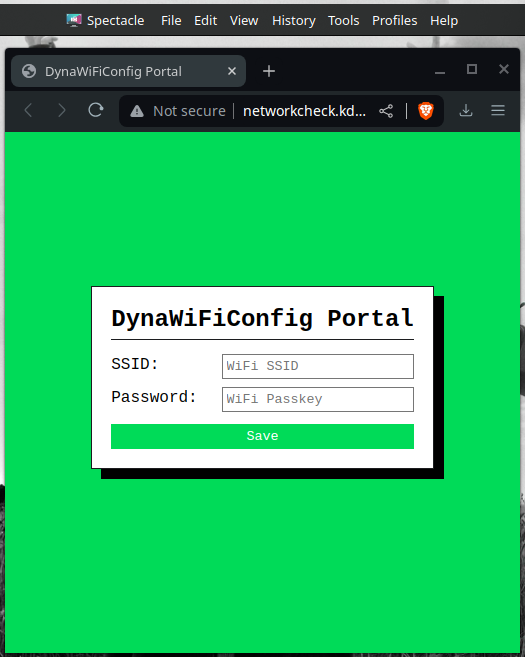 Spectacle File Edit View History Tools Profiles Help
DynaWiFiConfig Portal
Not secure networkcheck.kd...
DynaWiFiConfig Portal
SSID: WiFi SSID
Password: WiFi Passkey
Save